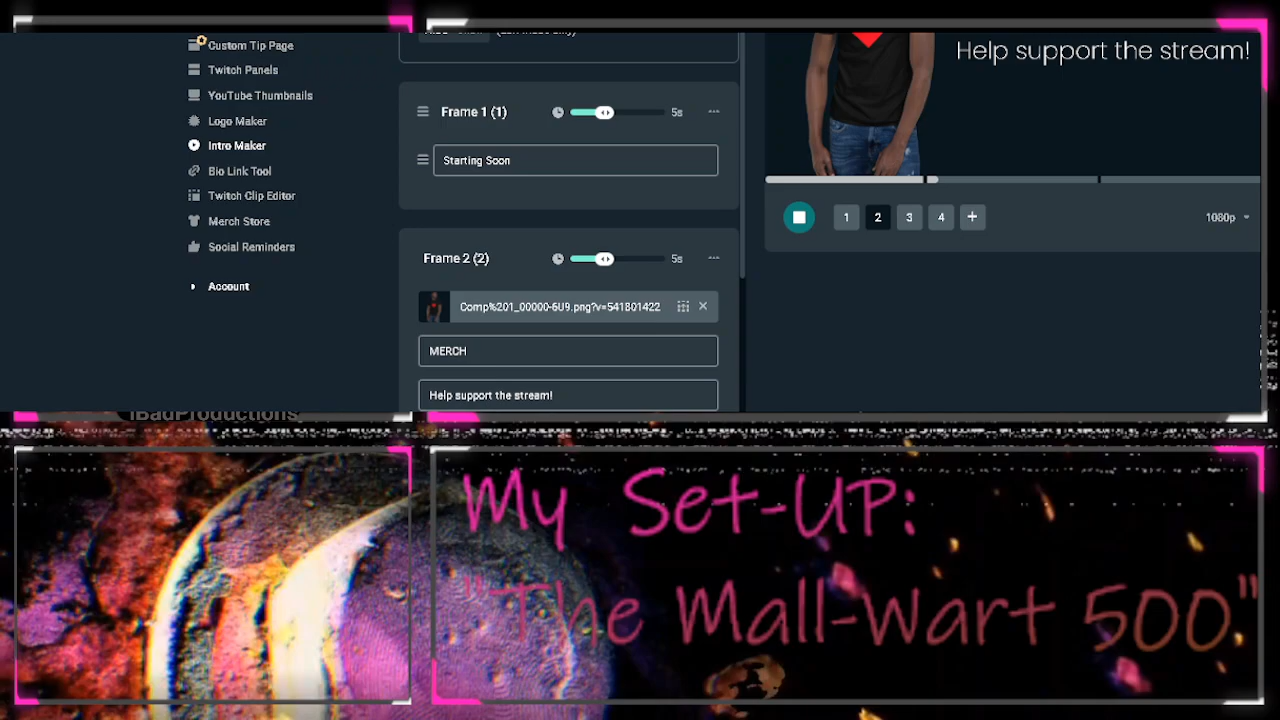 Custom Tip Page
Twitch Panels
YouTube Thumbnails
Logo Maker
Intro Maker
Bio Link Tool
Twitch Clip Editor
Merch Store
Social Reminders
Account
Frame 1 (1)
5s
Starting Soon
Frame 2 (2)
5s
Comp%201_00000-6U9.png?v=541801422
MERCH
Help support the stream!
Help support the stream!
1
2
3
4
+
1080p
iBadProductions
My Set-UP:
"The Mall-Wart 500"